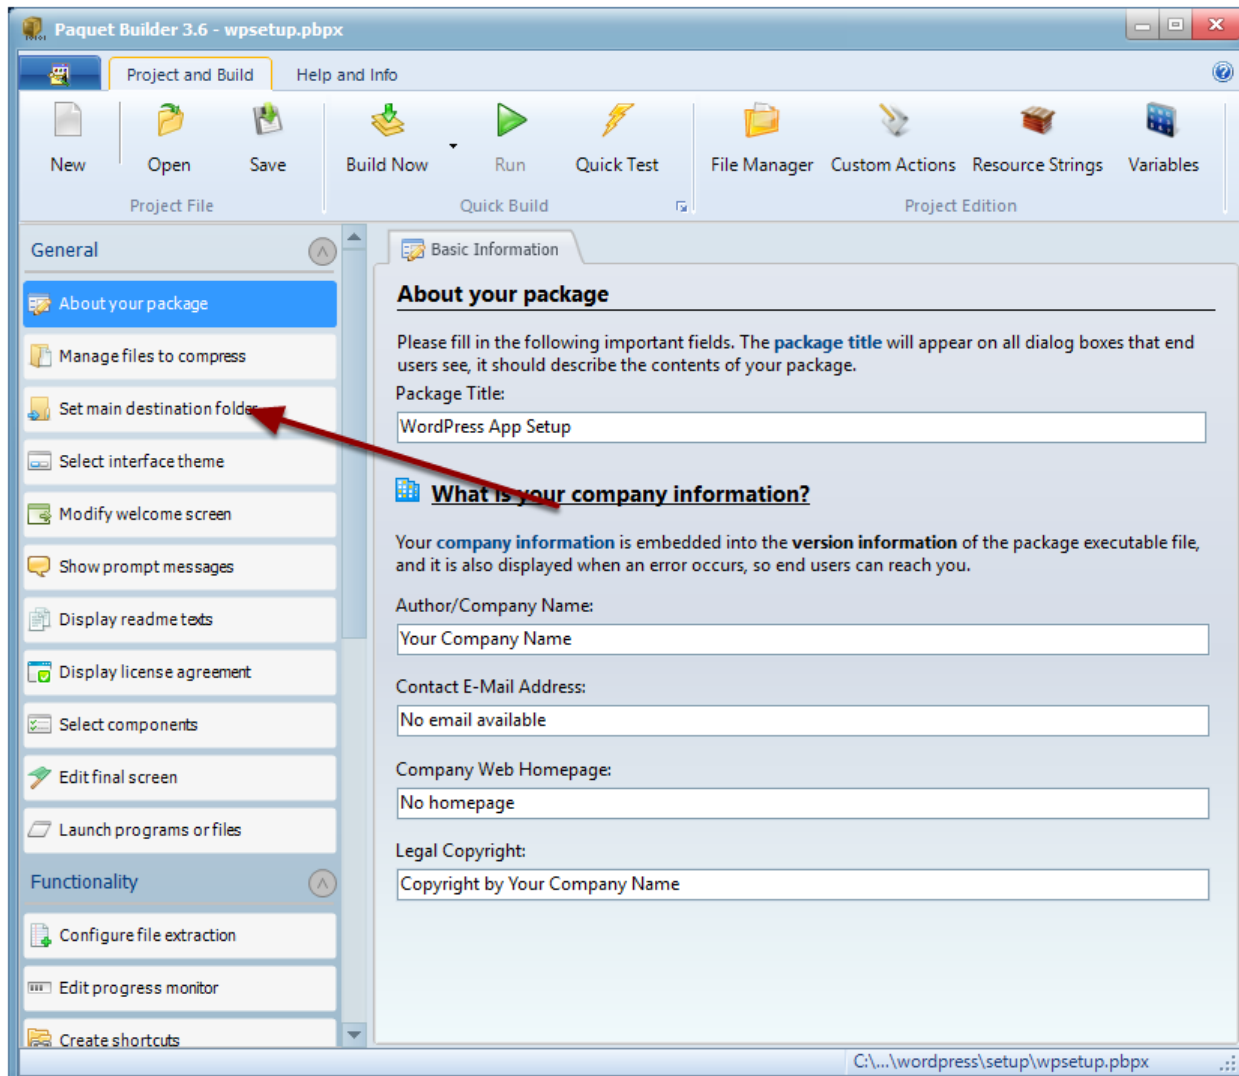 Paquet Builder 3.6 - wpsetup.pbpx
Project and Build
Help and Info
New
Open
Save
Build Now
Run
Quick Test
File Manager
Custom Actions
Resource Strings
Variables
Project File
Quick Build
Project Edition
General
About your package
Manage files to compress
Set main destination folder
Select interface theme
Modify welcome screen
Show prompt messages
Display readme texts
Display license agreement
Select components
Edit final screen
Launch programs or files
Functionality
Configure file extraction
Edit progress monitor
Create shortcuts
Basic Information
About your package
Please fill in the following important fields. The package title will appear on all dialog boxes that end
users see, it should describe the contents of your package.
Package Title:
WordPress App Setup
What is your company information?
Your company information is embedded into the version information of the package executable file,
and it is also displayed when an error occurs, so end users can reach you.
Author/Company Name:
Your Company Name
Contact E-Mail Address:
No email available
Company Web Homepage:
No homepage
Legal Copyright:
Copyright by Your Company Name
C:\...\wordpress\setup\wpsetup.pbpx